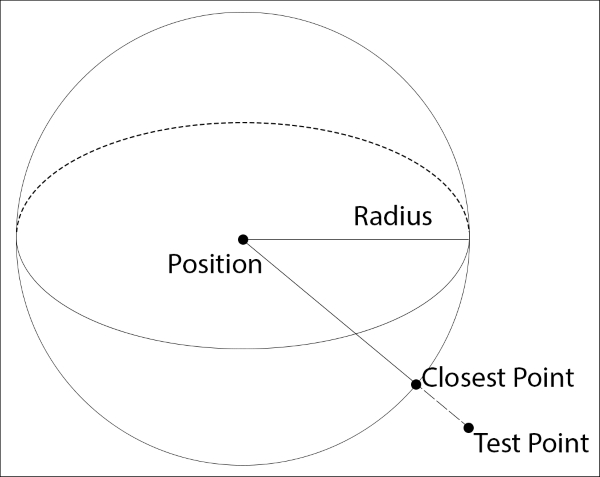 Radius
Position
Closest Point
Test Point